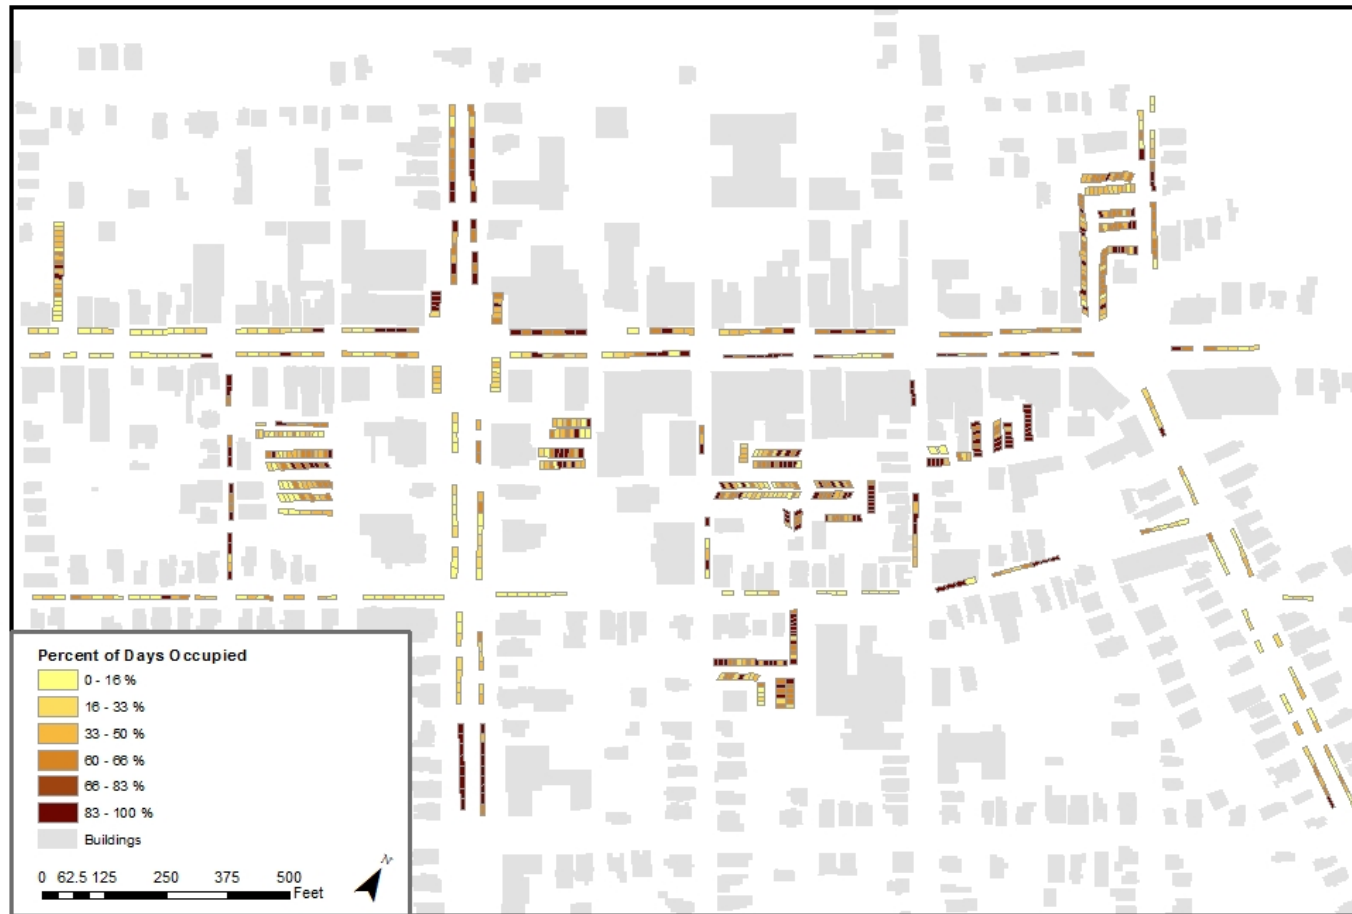 Percent of Days Occupied
0 - 16 %
16 - 33 %
33 - 50 %
60 - 66 %
66 - 83 %
83 - 100 %
Buildings
N
0 62.5 125 250 375 500
Feet